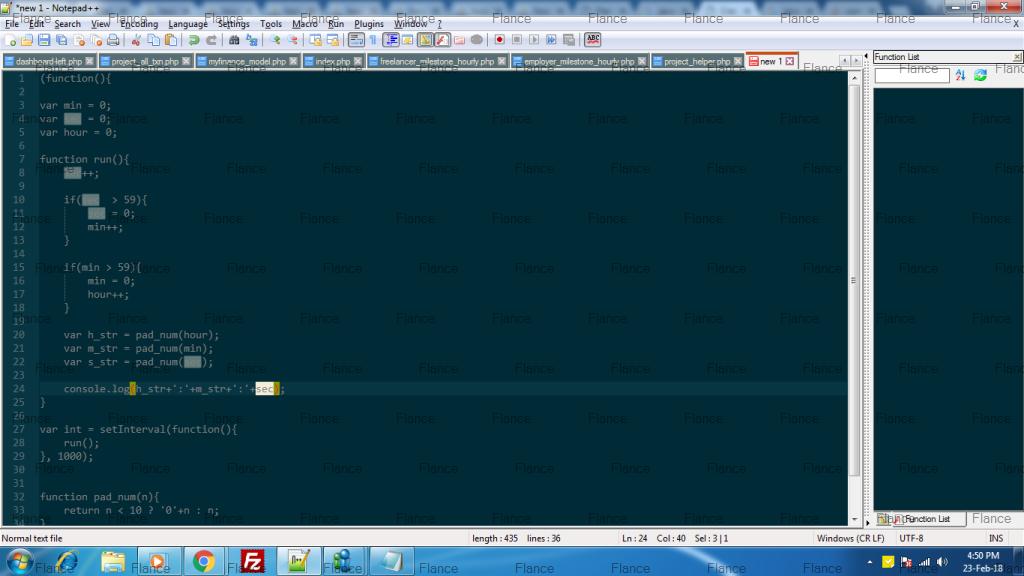 *new 1 - Notepad++
File Edit Search View Encoding Language Settings Tools Macro Run Plugins Window ? X
dashboard-left.php project_all_txn.php myfinance_model.php index.php freelancer_milestone_hourly.php employer_milestone_hourly.php project_helper.php new 1
Function List
1 (function(){
2
3 var min = 0;
4 var sec = 0;
5 var hour = 0;
6
7 function run(){
8 sec++;
9
10 if(sec > 59){
11 sec = 0;
12 min++;
13 }
14
15 if(min > 59){
16 min = 0;
17 hour++;
18 }
19
20 var h_str = pad_num(hour);
21 var m_str = pad_num(min);
22 var s_str = pad_num(sec);
23
24 console.log(h_str+':'+m_str+':'+sec);
25 }
26
27 var int = setInterval(function(){
28 run();
29 }, 1000);
30
31
32 function pad_num(n){
33 return n < 10 ? '0'+n : n;
34 }
Function List
Normal text file length : 435 lines : 36 Ln : 24 Col : 40 Sel : 3 | 1 Windows (CR LF) UTF-8 INS
4:50 PM
23-Feb-18
Flance